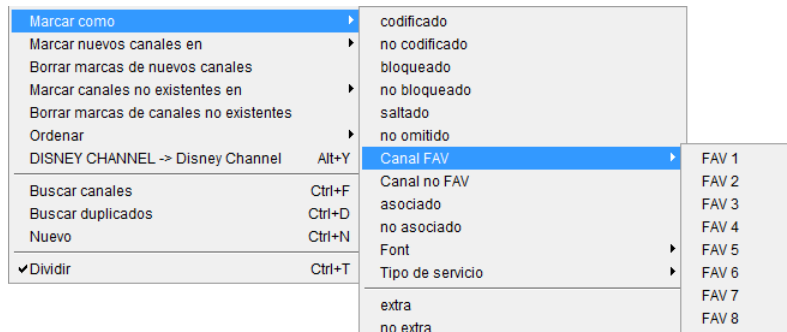 Marcar como
Marcar nuevos canales en
Borrar marcas de nuevos canales
Marcar canales no existentes en
Borrar marcas de canales no existentes
Ordenar
DISNEY CHANNEL -> Disney Channel Alt+Y
Buscar canales Ctrl+F
Buscar duplicados Ctrl+D
Nuevo Ctrl+N
Dividir Ctrl+T
codificado
no codificado
bloqueado
no bloqueado
saltado
no omitido
Canal FAV
Canal no FAV
asociado
no asociado
Font
Tipo de servicio
extra
no extra
FAV 1
FAV 2
FAV 3
FAV 4
FAV 5
FAV 6
FAV 7
FAV 8